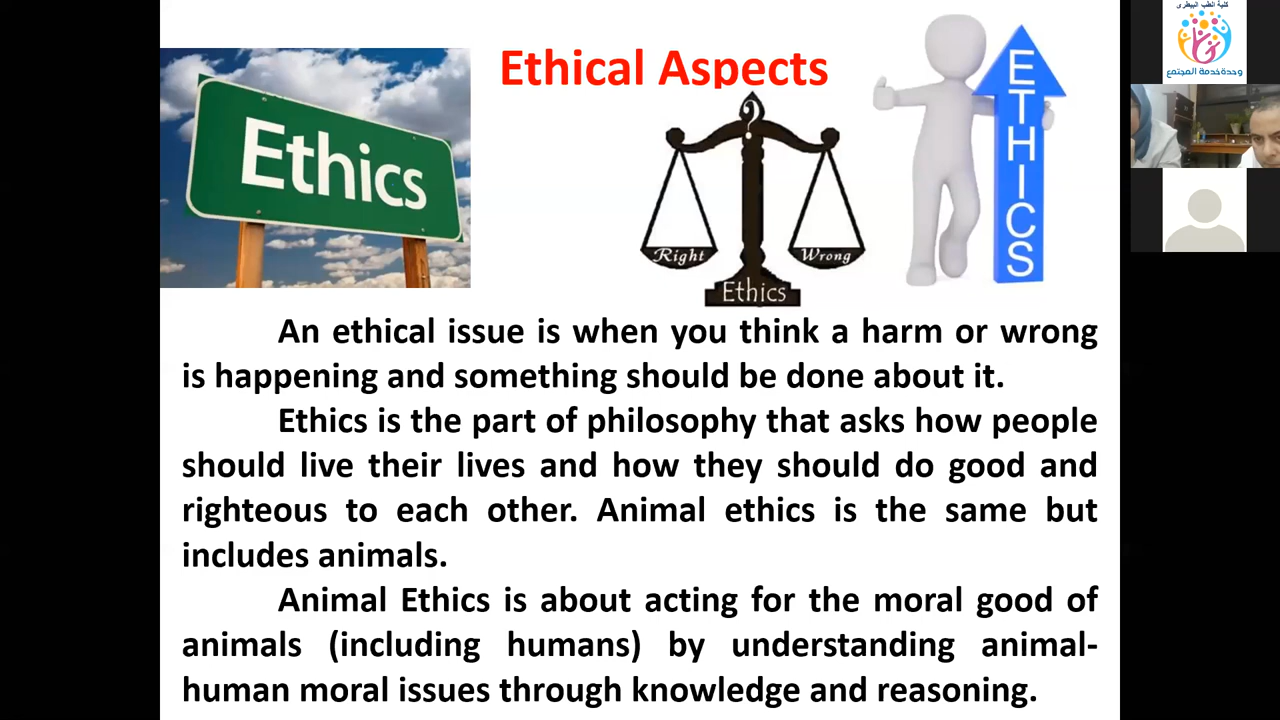 Ethical Aspects
Ethics
Right
Wrong
Ethics
ETHICS
An ethical issue is when you think a harm or wrong
is happening and something should be done about it.
Ethics is the part of philosophy that asks how people
should live their lives and how they should do good and
righteous to each other. Animal ethics is the same but
includes animals.
Animal Ethics is about acting for the moral good of
animals (including humans) by understanding animal-
human moral issues through knowledge and reasoning.
كلية الطب البيطرى
وحدة خدمة المجتمع